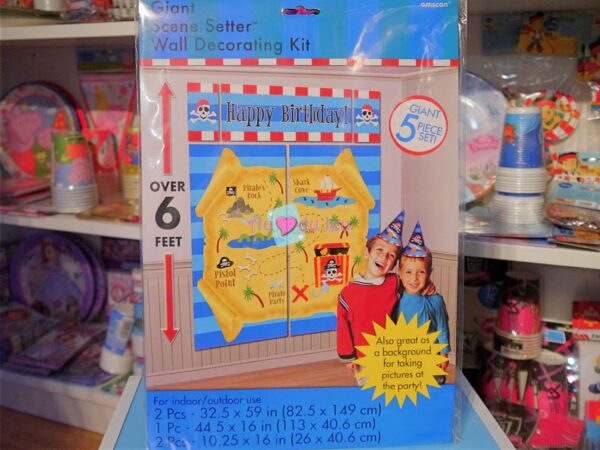 Giant
Scene Setter™
Wall Decorating Kit
amscan®
Happy Birthday!
GIANT
5 PIECE
SET!
OVER
6
FEET
Pirate's
Rock
Shark
Cove
Pistol
Point
Pirate
Party
Also great as
a background
for taking
pictures at
the party!
For indoor/outdoor use
2 Pcs - 32.5 x 59 in (82.5 x 149 cm)
1 Pc - 44.5 x 16 in (113 x 40.6 cm)
2 Pcs - 10.25 x 16 in (26 x 40.6 cm)